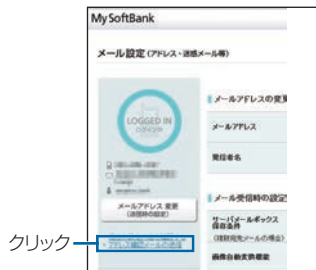 My SoftBank
メール設定 (アドレス・迷惑メール等)
LOGGED IN
ログイン中
メールアドレス 変更
(送信時の設定)
クリック
メールアドレスの変更
メールアドレス
発信者名
メール受信時の設定
サーバメールボックス
保存条件
(複数宛先メールの場合)
画像自動変換機能